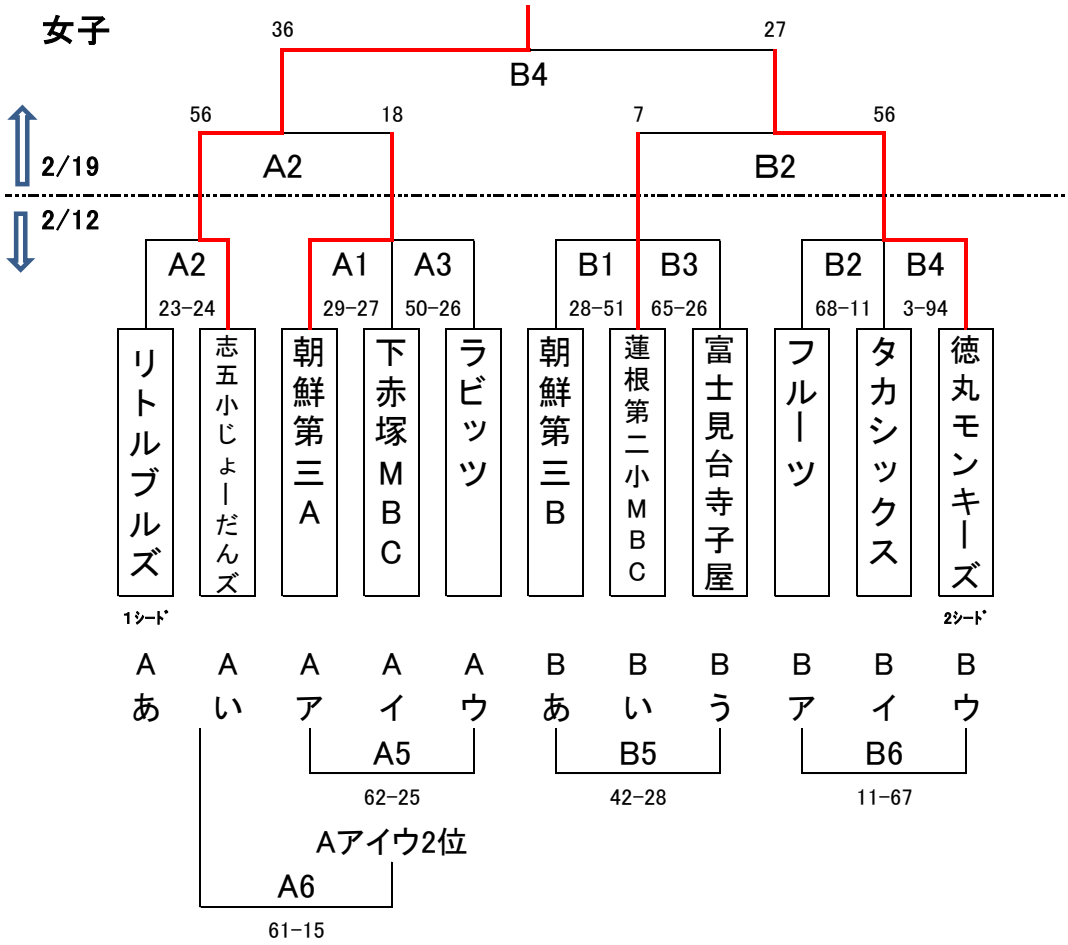 女子
36
27
B4
56
18
7
56
2/19
A2
B2
2/12
A2
A1
A3
B1
B3
B2
B4
23-24
29-27
50-26
28-51
65-26
68-11
3-94
リトルブルズ
志五小じょーだんズ
朝鮮第三A
下赤塚MBC
ラビッツ
朝鮮第三B
蓮根第二小MBC
富士見台寺子屋
フルーツ
タカシックス
徳丸モンキーズ
1シード
2シード
A A A A A B B B B B B
あ い ア イ ウ あ い う ア イ ウ
A5
B5
B6
62-25
42-28
11-67
Aアイウ2位
A6
61-15